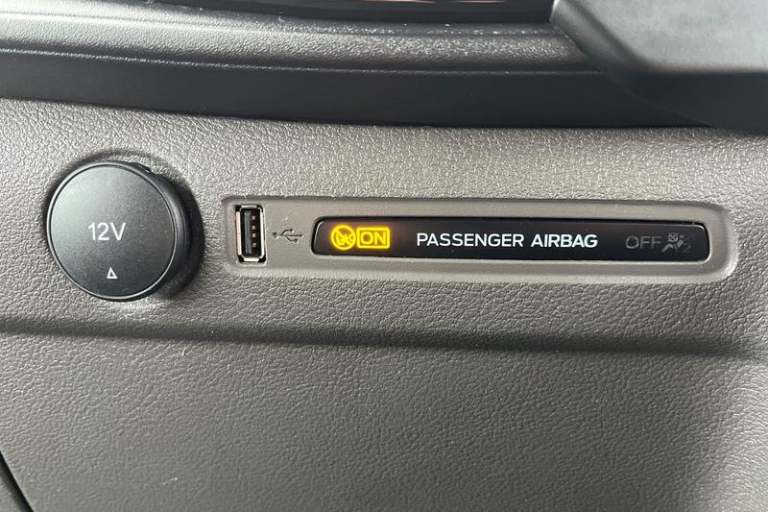 12V
ON PASSENGER AIRBAG OFF